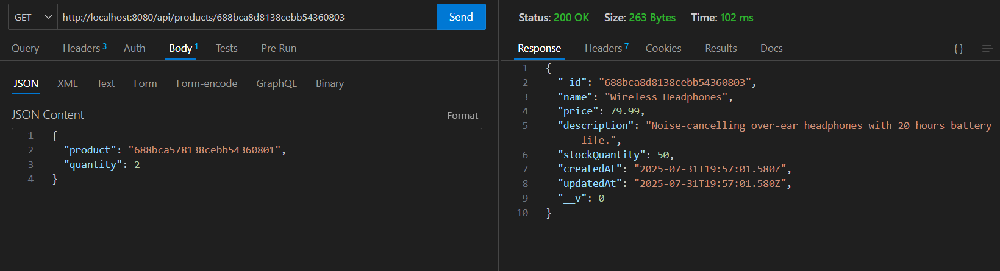 GET http://localhost:8080/api/products/688bca8d8138cebb54360803 Send
Query Headers 3 Auth Body 1 Tests Pre Run
JSON XML Text Form Form-encode GraphQL Binary
JSON Content Format
1 {
2 "product": "688bca578138cebb54360801",
3 "quantity": 2
4 }
Status: 200 OK Size: 263 Bytes Time: 102 ms
Response Headers 7 Cookies Results Docs { }
1 {
2 "_id": "688bca8d8138cebb54360803",
3 "name": "Wireless Headphones",
4 "price": 79.99,
5 "description": "Noise-cancelling over-ear headphones with 20 hours battery
life.",
6 "stockQuantity": 50,
7 "createdAt": "2025-07-31T19:57:01.580Z",
8 "updatedAt": "2025-07-31T19:57:01.580Z",
9 "__v": 0
10 }